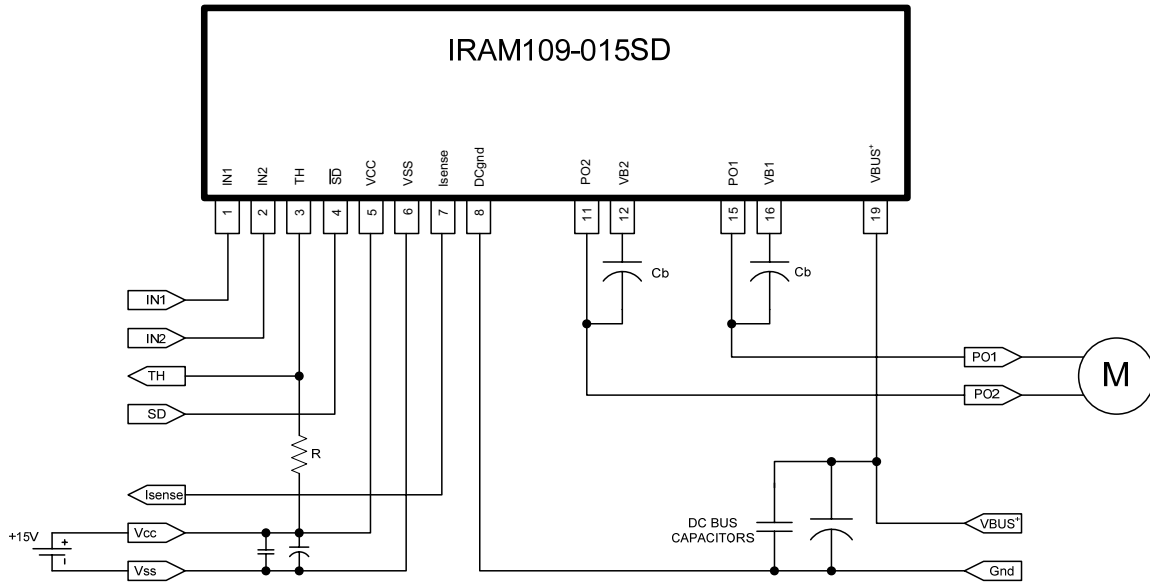 IRAM109-015SD
IN1
IN2
TH
S̅D̅
VCC
VSS
Isense
DCgnd
PO2
VB2
PO1
VB1
VBUS⁺
1
2
3
4
5
6
7
8
11
12
15
16
19
Cb
Cb
IN1
IN2
TH
SD
R
Isense
+15V
+
-
Vcc
Vss
PO1
PO2
M
DC BUS
CAPACITORS
VBUS⁺
Gnd